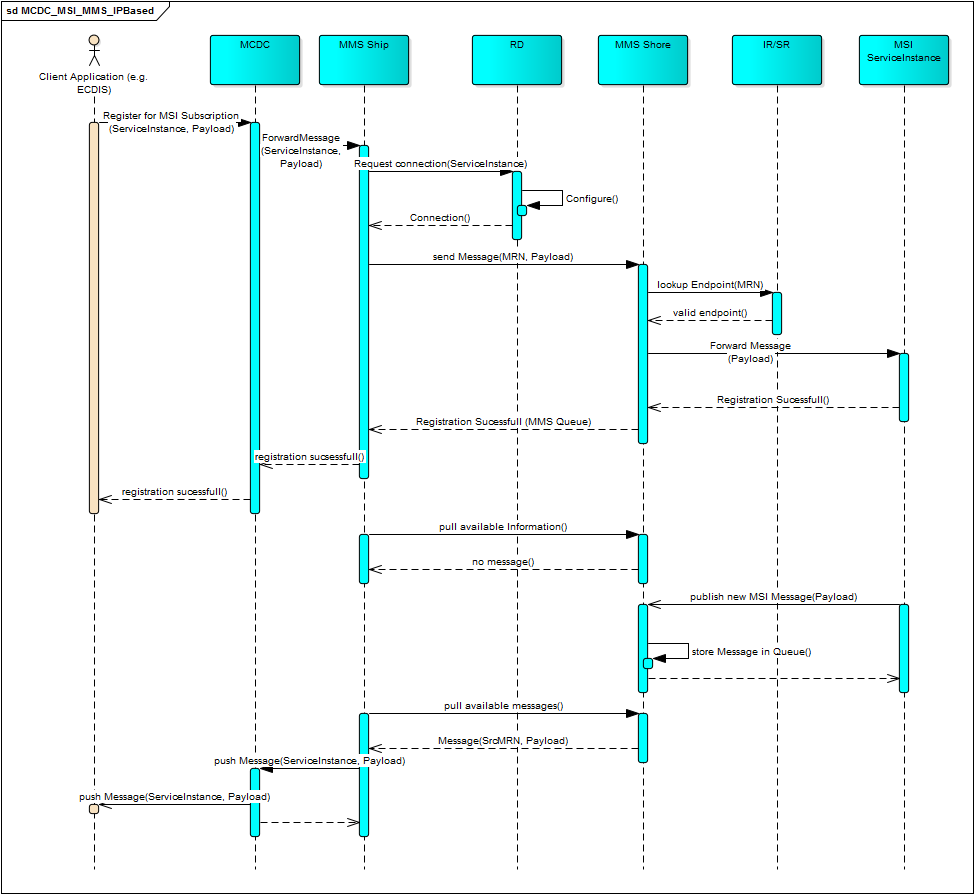 sd MCDC_MSI_MMS_IPBased
Client Application (e.g.
ECDIS)
MCDC
MMS Ship
RD
MMS Shore
IR/SR
MSI
ServiceInstance
Register for MSI Subscription
(ServiceInstance, Payload)
ForwardMessage
(ServiceInstance,
Payload)
Request connection(ServiceInstance)
Configure()
Connection()
send Message(MRN, Payload)
lookup Endpoint(MRN)
valid endpoint()
Forward Message
(Payload)
Registration Sucessfull()
Registration Sucessfull (MMS Queue)
registration sucsessfull()
registration sucessfull()
pull available Information()
no message()
publish new MSI Message(Payload)
store Message in Queue()
pull available messages()
Message(SrcMRN, Payload)
push Message(ServiceInstance, Payload)
push Message(ServiceInstance, Payload)